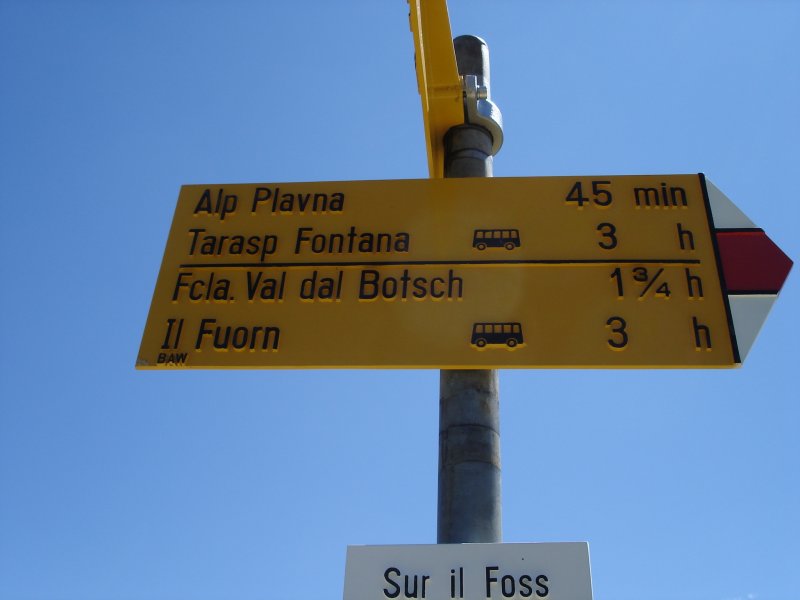 Alp Plavna 45 min
Tarasp Fontana 3 h
Fcla. Val dal Botsch 1¾ h
Il Fuorn 3 h
BAW
Sur il Foss